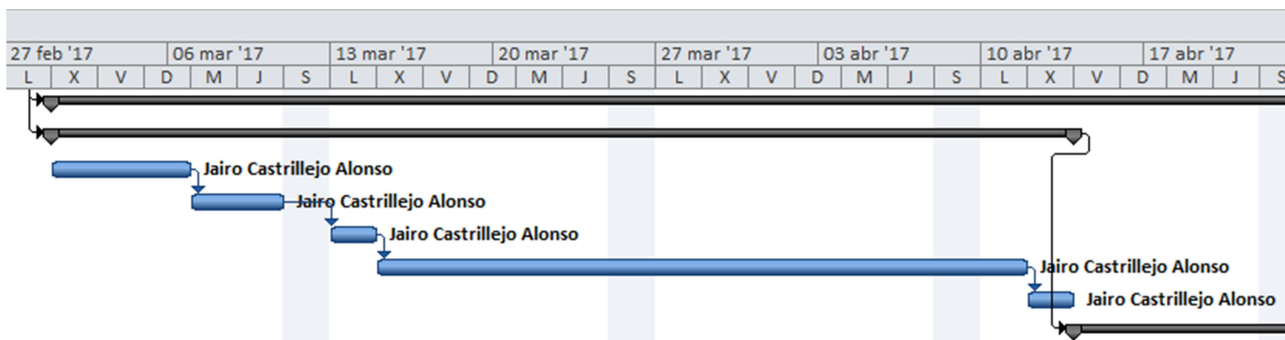 27 feb '17 06 mar '17 13 mar '17 20 mar '17 27 mar '17 03 abr '17 10 abr '17 17 abr '17
L X V D M J S L X V D M J S L X V D M J S L X V D M J S
Jairo Castrillejo Alonso
Jairo Castrillejo Alonso
Jairo Castrillejo Alonso
Jairo Castrillejo Alonso
Jairo Castrillejo Alonso